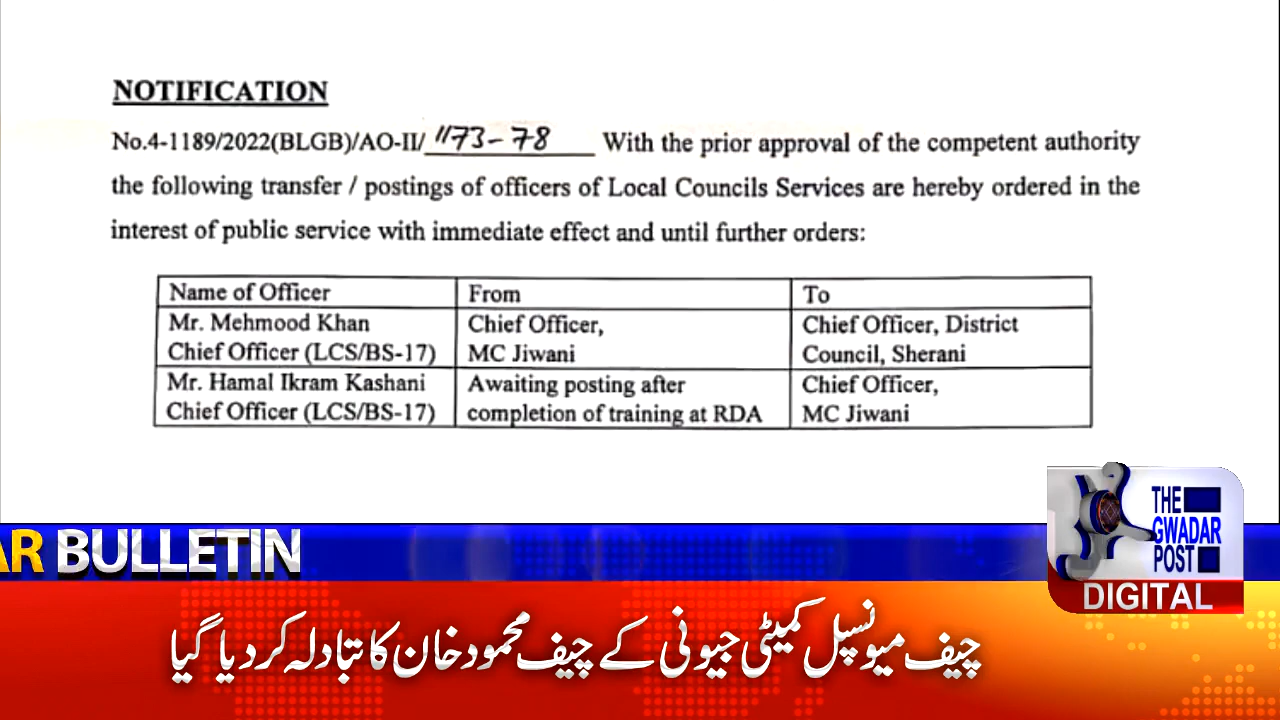 NOTIFICATION
No.4-1189/2022(BLGB)/AO-II/ 1173-78 With the prior approval of the competent authority
the following transfer / postings of officers of Local Councils Services are hereby ordered in the
interest of public service with immediate effect and until further orders:
Name of Officer From To
Mr. Mehmood Khan Chief Officer, Chief Officer, District
Chief Officer (LCS/BS-17) MC Jiwani Council, Sherani
Mr. Hamal Ikram Kashani Awaiting posting after Chief Officer,
Chief Officer (LCS/BS-17) completion of training at RDA MC Jiwani
THE
GWADAR
POST
DIGITAL
AR BULLETIN
چیف میونسپل کمیٹی جیونی کے چیف محمود خان کا تبادلہ کردیا گیا